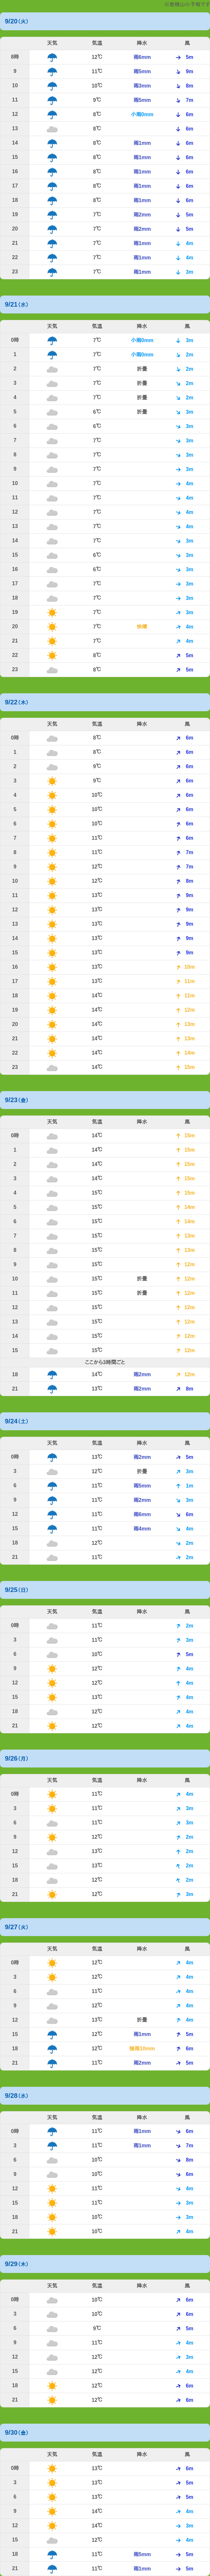 9/20(火)
天気 気温 降水 風
8時 12℃ 雨6mm 5m
9 11℃ 雨5mm 9m
10 10℃ 雨3mm 8m
11 9℃ 雨5mm 7m
12 8℃ 小雨0mm 6m
13 8℃ 6m
14 8℃ 雨1mm 6m
15 8℃ 雨1mm 6m
16 8℃ 雨1mm 6m
17 8℃ 雨1mm 6m
18 8℃ 雨1mm 6m
19 7℃ 雨2mm 5m
20 7℃ 雨2mm 5m
21 7℃ 雨1mm 4m
22 7℃ 雨1mm 4m
23 7℃ 雨1mm 3m
9/21(水)
天気 気温 降水 風
0時 7℃ 小雨0mm 3m
1 7℃ 小雨0mm 2m
2 7℃ 折畳 2m
3 7℃ 折畳 2m
4 7℃ 折畳 2m
5 6℃ 折畳 3m
6 6℃ 3m
7 7℃ 3m
8 7℃ 3m
9 7℃ 3m
10 7℃ 4m
11 7℃ 4m
12 7℃ 4m
13 7℃ 4m
14 7℃ 3m
15 6℃ 3m
16 6℃ 3m
17 7℃ 3m
18 7℃ 3m
19 7℃ 3m
20 7℃ 快晴 4m
21 7℃ 4m
22 8℃ 5m
23 8℃ 5m
9/22(木)
天気 気温 降水 風
0時 8℃ 6m
1 8℃ 6m
2 9℃ 6m
3 9℃ 6m
4 10℃ 6m
5 10℃ 6m
6 10℃ 6m
7 11℃ 6m
8 11℃ 7m
9 12℃ 7m
10 12℃ 8m
11 13℃ 9m
12 13℃ 9m
13 13℃ 9m
14 13℃ 9m
15 13℃ 9m
16 13℃ 10m
17 13℃ 11m
18 14℃ 11m
19 14℃ 12m
20 14℃ 13m
21 14℃ 13m
22 14℃ 14m
23 14℃ 15m
9/23(金)
天気 気温 降水 風
0時 14℃ 15m
1 14℃ 15m
2 14℃ 15m
3 14℃ 15m
4 15℃ 15m
5 15℃ 14m
6 15℃ 14m
7 15℃ 13m
8 15℃ 13m
9 15℃ 12m
10 15℃ 折畳 12m
11 15℃ 折畳 12m
12 15℃ 12m
13 15℃ 12m
14 15℃ 12m
15 15℃ 12m
ここから3時間ごと
18 14℃ 雨2mm 12m
21 13℃ 雨2mm 8m
9/24(土)
天気 気温 降水 風
0時 13℃ 雨2mm 5m
3 12℃ 折畳 3m
6 11℃ 雨5mm 1m
9 11℃ 雨2mm 3m
12 11℃ 雨6mm 6m
15 11℃ 雨4mm 4m
18 12℃ 2m
21 11℃ 2m
9/25(日)
天気 気温 降水 風
0時 11℃ 2m
3 11℃ 3m
6 10℃ 5m
9 12℃ 4m
12 12℃ 4m
15 13℃ 4m
18 12℃ 4m
21 12℃ 4m
9/26(月)
天気 気温 降水 風
0時 11℃ 4m
3 11℃ 3m
6 11℃ 3m
9 12℃ 2m
12 13℃ 2m
15 13℃ 2m
18 12℃ 2m
21 12℃ 3m
9/27(火)
天気 気温 降水 風
0時 12℃ 4m
3 12℃ 4m
6 11℃ 4m
9 12℃ 4m
12 13℃ 折畳 4m
15 12℃ 雨1mm 5m
18 12℃ 6m
21 11℃ 雨2mm 5m
9/28(水)
天気 気温 降水 風
0時 11℃ 雨1mm 6m
3 11℃ 雨1mm 7m
6 10℃ 8m
9 10℃ 6m
12 11℃ 4m
15 11℃ 3m
18 10℃ 3m
21 10℃ 4m
9/29(木)
天気 気温 降水 風
0時 10℃ 6m
3 10℃ 6m
6 9℃ 5m
9 11℃ 4m
12 12℃ 3m
15 12℃ 4m
18 12℃ 6m
21 12℃ 6m
9/30(金)
天気 気温 降水 風
0時 13℃ 6m
3 13℃ 5m
6 13℃ 5m
9 14℃ 4m
12 14℃ 3m
15 12℃ 4m
18 11℃ 雨5mm 5m
21 11℃ 雨1mm 5m